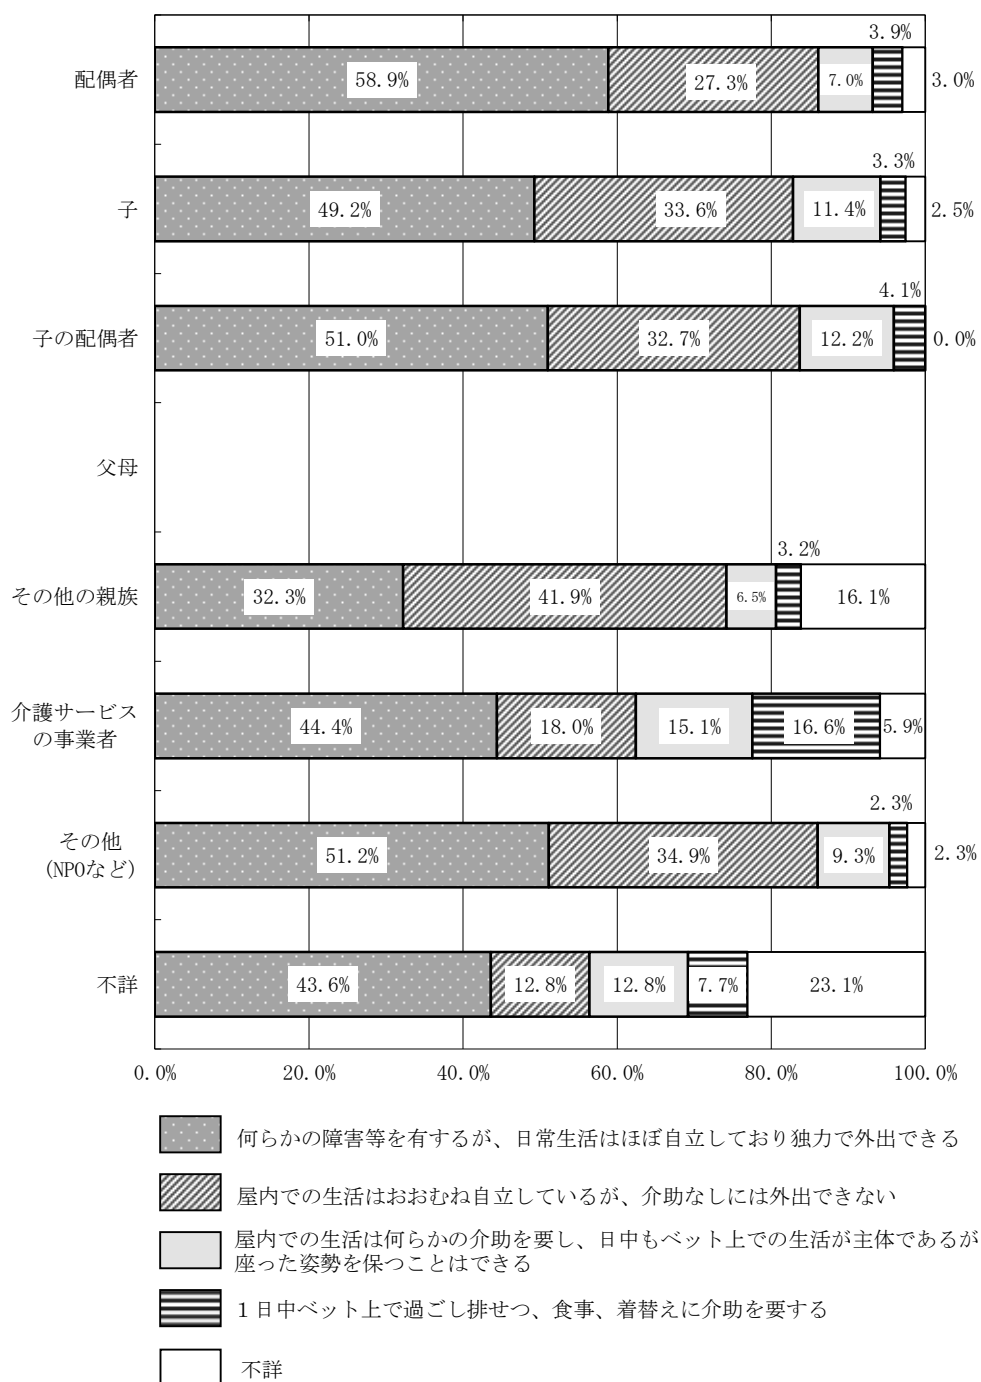 3.9%
配偶者 58.9% 27.3% 7.0% 3.0%
3.3%
子 49.2% 33.6% 11.4% 2.5%
4.1%
子の配偶者 51.0% 32.7% 12.2% 0.0%
父母
3.2%
その他の親族 32.3% 41.9% 6.5% 16.1%
介護サービス
の事業者
44.4% 18.0% 15.1% 16.6% 5.9%
2.3%
その他
(NPOなど)
51.2% 34.9% 9.3% 2.3%
不詳 43.6% 12.8% 12.8% 7.7% 23.1%
0.0% 20.0% 40.0% 60.0% 80.0% 100.0%
何らかの障害等を有するが、日常生活はほぼ自立しており独力で外出できる
屋内での生活はおおむね自立しているが、介助なしには外出できない
屋内での生活は何らかの介助を要し、日中もベット上での生活が主体であるが
座った姿勢を保つことはできる
１日中ベット上で過ごし排せつ、食事、着替えに介助を要する
不詳